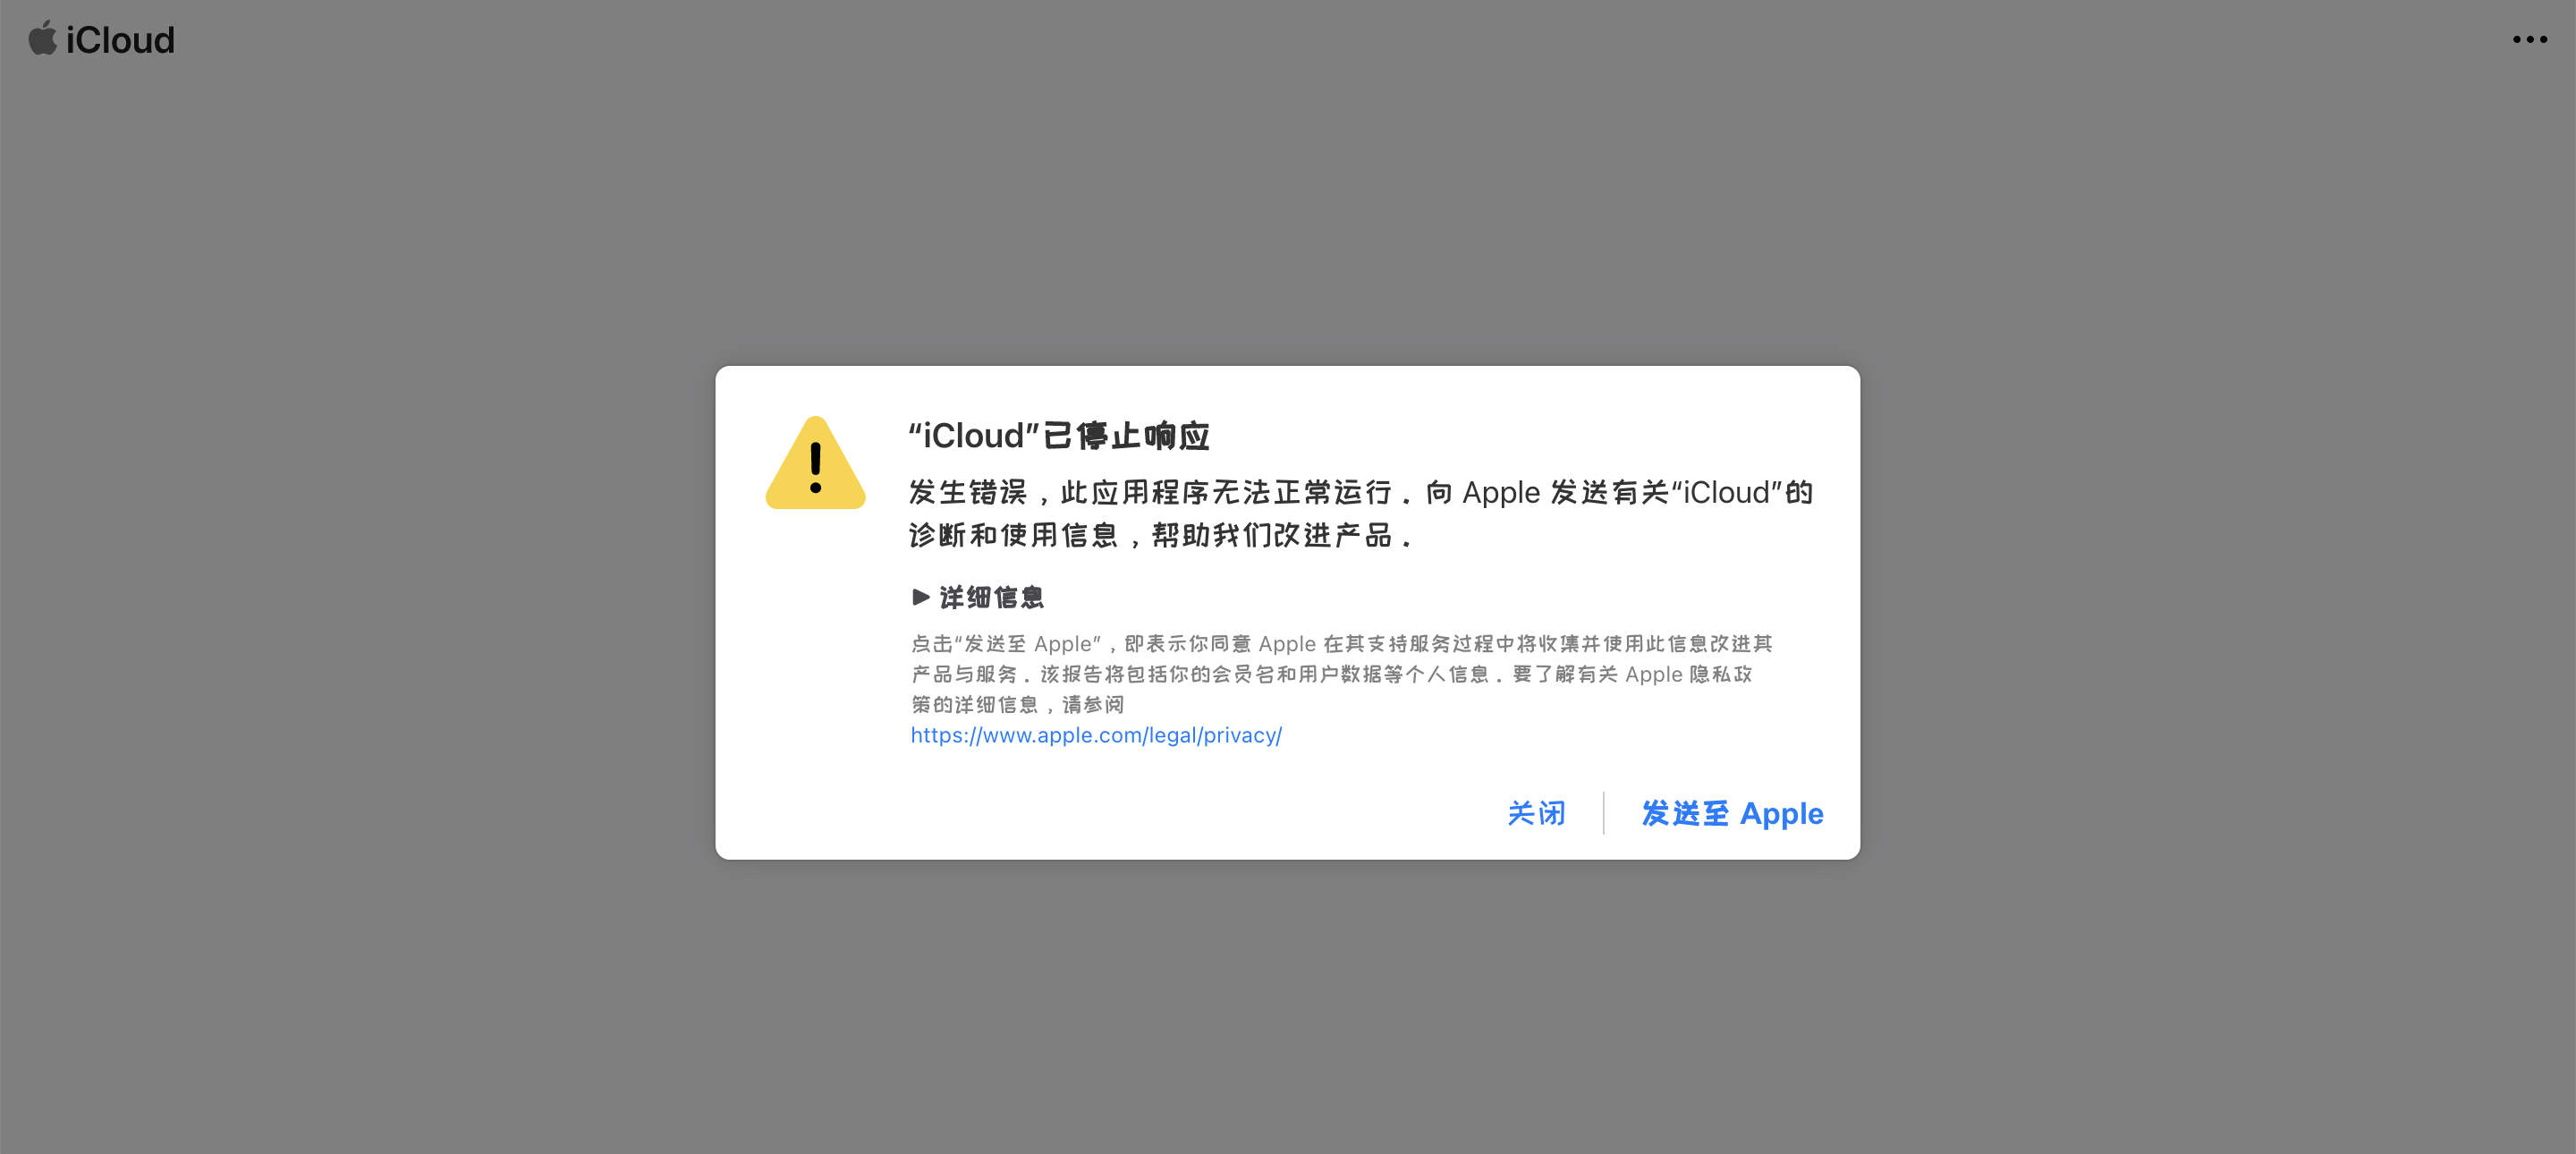 iCloud
“iCloud”已停止响应
发生错误，此应用程序无法正常运行．向 Apple 发送有关“iCloud”的
诊断和使用信息，帮助我们改进产品．
▶ 详细信息
点击“发送至 Apple”，即表示你同意 Apple 在其支持服务过程中将收集并使用此信息改进其
产品与服务．该报告将包括你的会员名和用户数据等个人信息．要了解有关 Apple 隐私政
策的详细信息，请参阅
https://www.apple.com/legal/privacy/
关闭
发送至 Apple